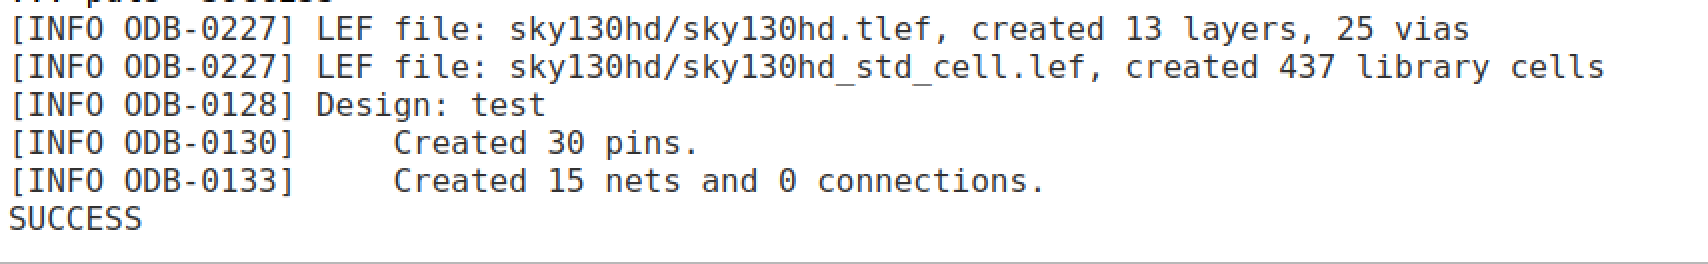 [INFO ODB-0227] LEF file: sky130hd/sky130hd.tlef, created 13 layers, 25 vias
[INFO ODB-0227] LEF file: sky130hd/sky130hd_std_cell.lef, created 437 library cells
[INFO ODB-0128] Design: test
[INFO ODB-0130]     Created 30 pins.
[INFO ODB-0133]     Created 15 nets and 0 connections.
SUCCESS